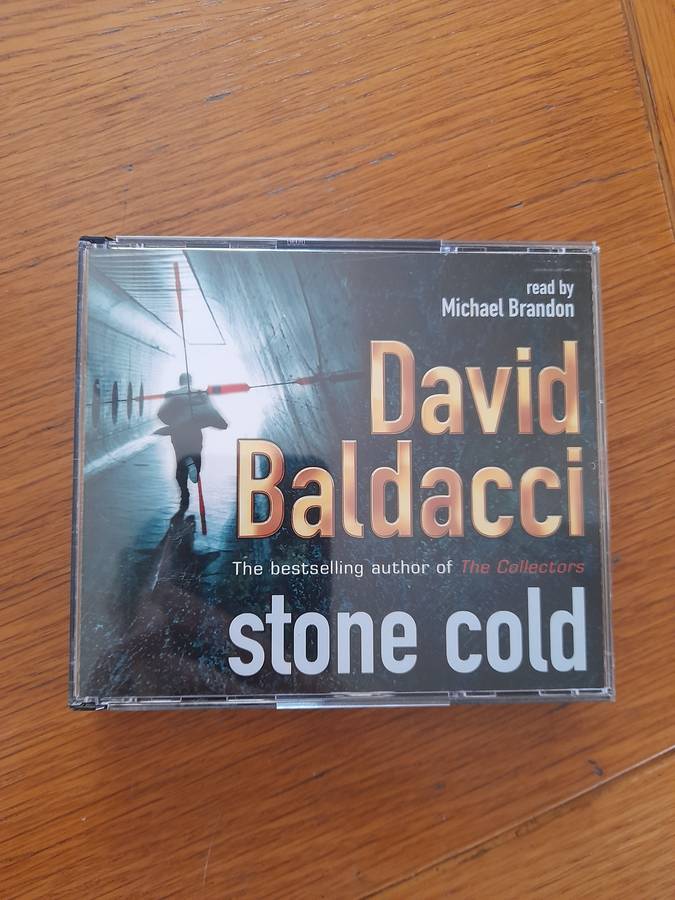 read by
Michael Brandon
David
Baldacci
The bestselling author of The Collectors
stone cold